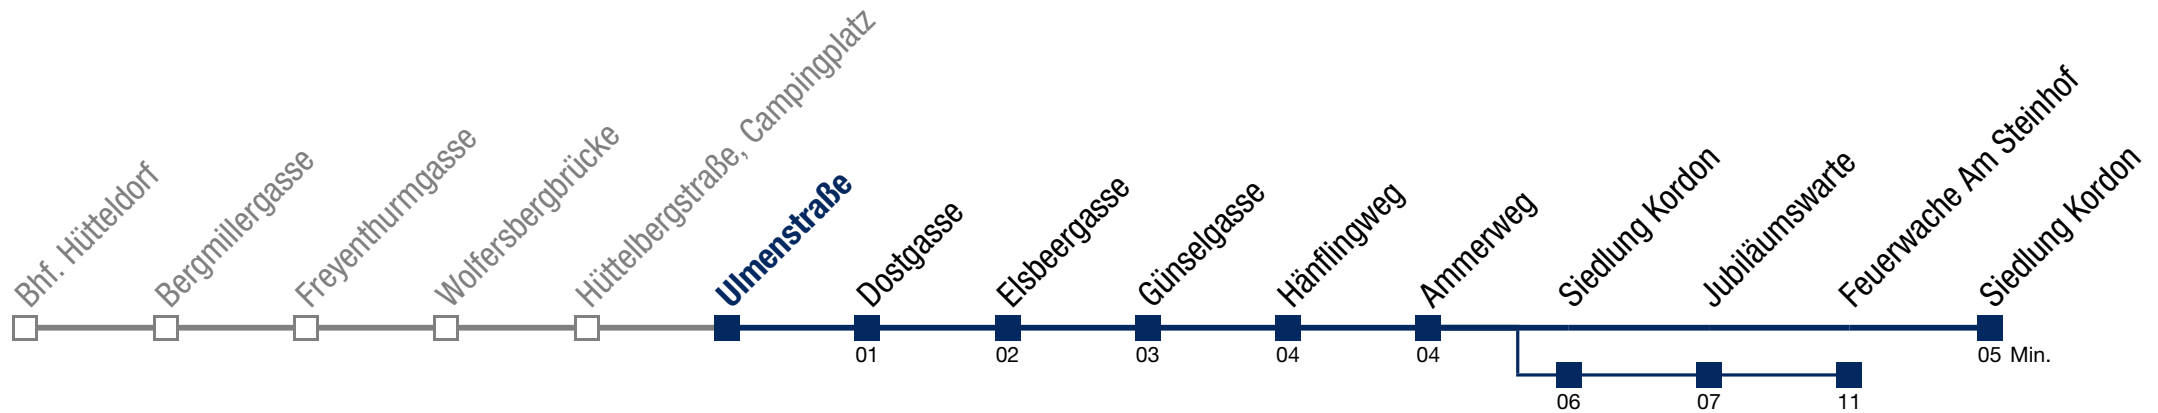 Bhf. Hütteldorf
Bergmillergasse
Freyenthurmgasse
Wolfersbergbrücke
Hüttelbergstraße, Campingplatz
Ulmenstraße
Dostgasse
Elsbeergasse
Günselgasse
Hänflingweg
Ammerweg
Siedlung Kordon
Jubiläumswarte
Feuerwache Am Steinhof
Siedlung Kordon
01 02 03 04 04 05 Min.
06 07 11